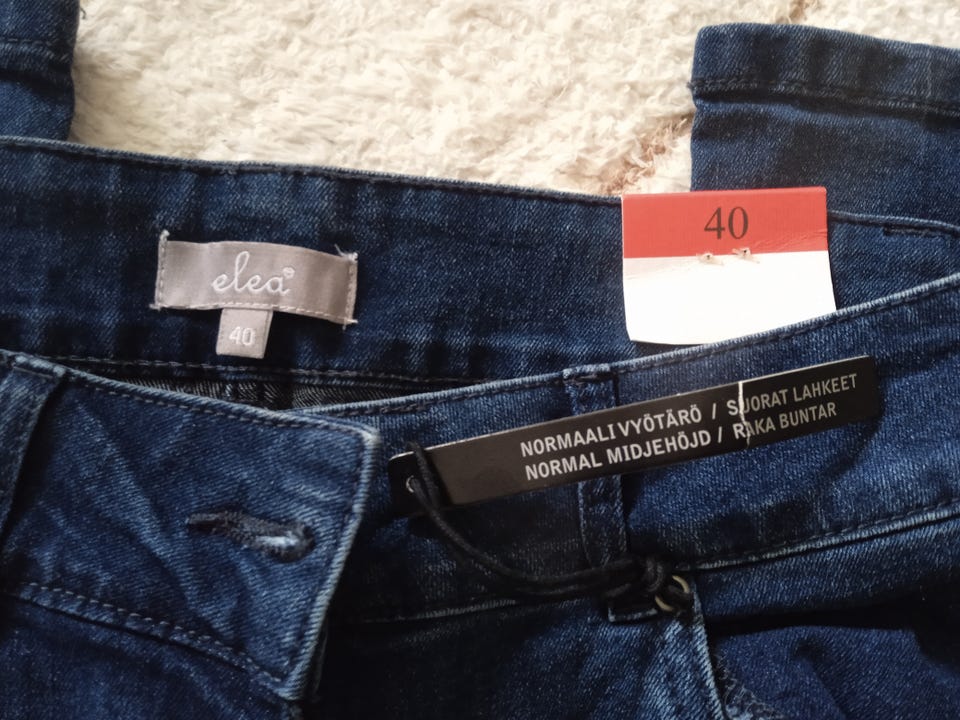 40
elea
40
NORMAALI VYÖTÄRÖ / SUORAT LAHKEET
NORMAL MIDJEHÖJD / RAKA BUNTAR